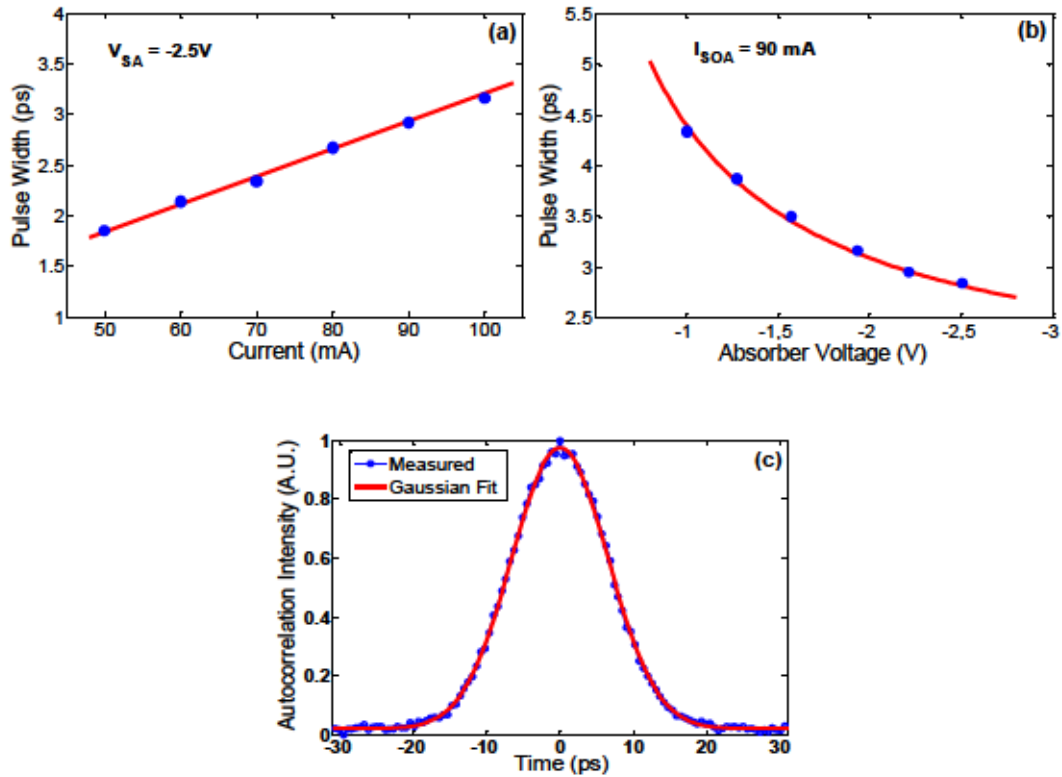 (a)
V_SA = -2.5V
Pulse Width (ps)
4
3.5
3
2.5
2
1.5
1
50 60 70 80 90 100
Current (mA)
(b)
I_SOA = 90 mA
Pulse Width (ps)
5.5
5
4.5
4
3.5
3
2.5
-1 -1,5 -2 -2,5 -3
Absorber Voltage (V)
(c)
Measured
Gaussian Fit
Autocorrelation Intensity (A.U.)
1
0.8
0.6
0.4
0.2
0
-30 -20 -10 0 10 20 30
Time (ps)